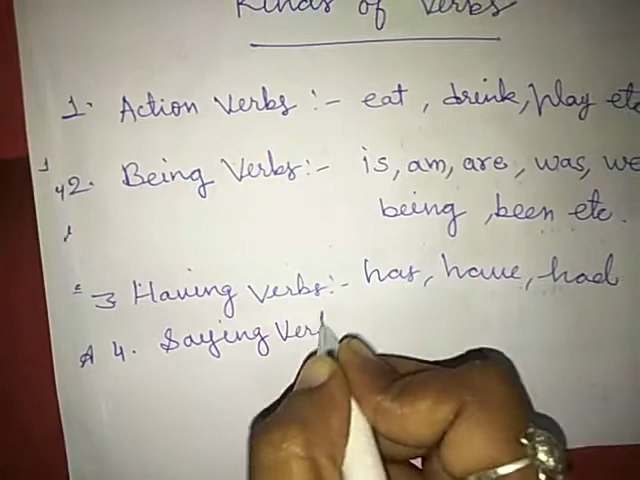 Kinds of Verbs
1. Action Verbs :- eat, drink, play etc
2. Being Verbs:- is, am, are, was, we
being, been etc.
3 Having Verbs:- has, have, had
4. Saying Ver